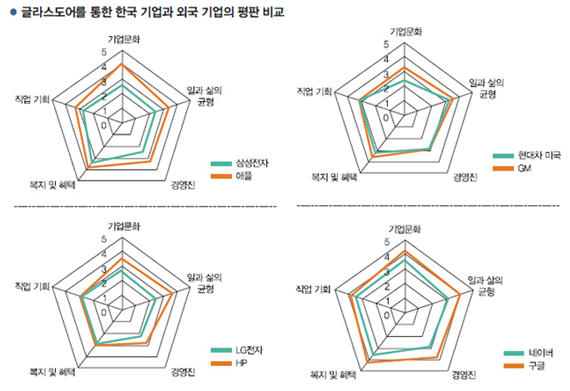 글라스도어를 통한 한국 기업과 외국 기업의 평판 비교
기업문화
5
4
3
2
1
0
일과 삶의
균형
직업 기회
복지 및 혜택
경영진
삼성전자
애플
기업문화
5
4
3
2
1
0
일과 삶의
균형
직업 기회
복지 및 혜택
경영진
현대차 미국
GM
기업문화
5
4
3
2
1
0
일과 삶의
균형
직업 기회
복지 및 혜택
경영진
LG전자
HP
기업문화
5
4
3
2
1
0
일과 삶의
균형
직업 기회
복지 및 혜택
경영진
네이버
구글